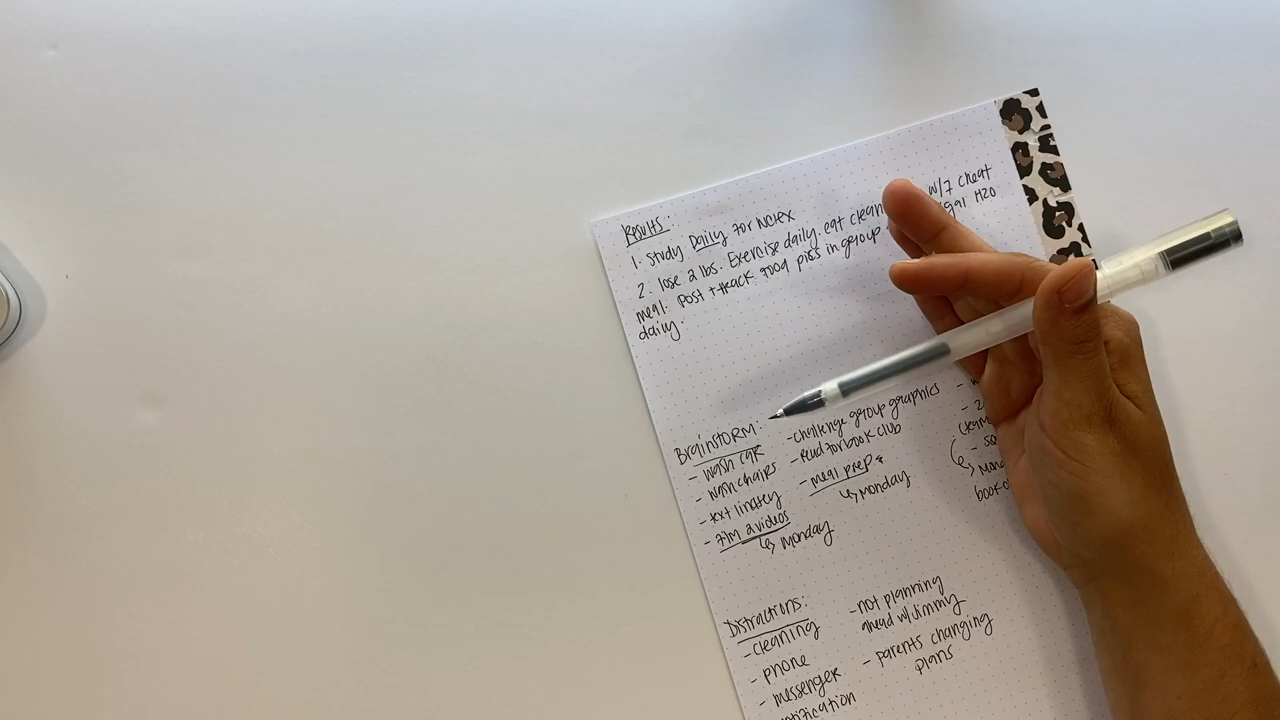 Results:
1. Study Daily for NCLEX
2. lose 2 lbs. Exercise daily. eat clean w/7 cheat
meal. Post + track food pics in group. gal H2O
daily.
Brainstorm:
- wash car
- wash chairs
- text lindsey
- Film 2 videos
↳ Monday
- challenge group graphics
- read for book club
- meal prep *
↳ Monday
Distractions:
- cleaning
- phone
- messenger
notification
- not planning
ahead w/ Jimmy
- parents changing
plans